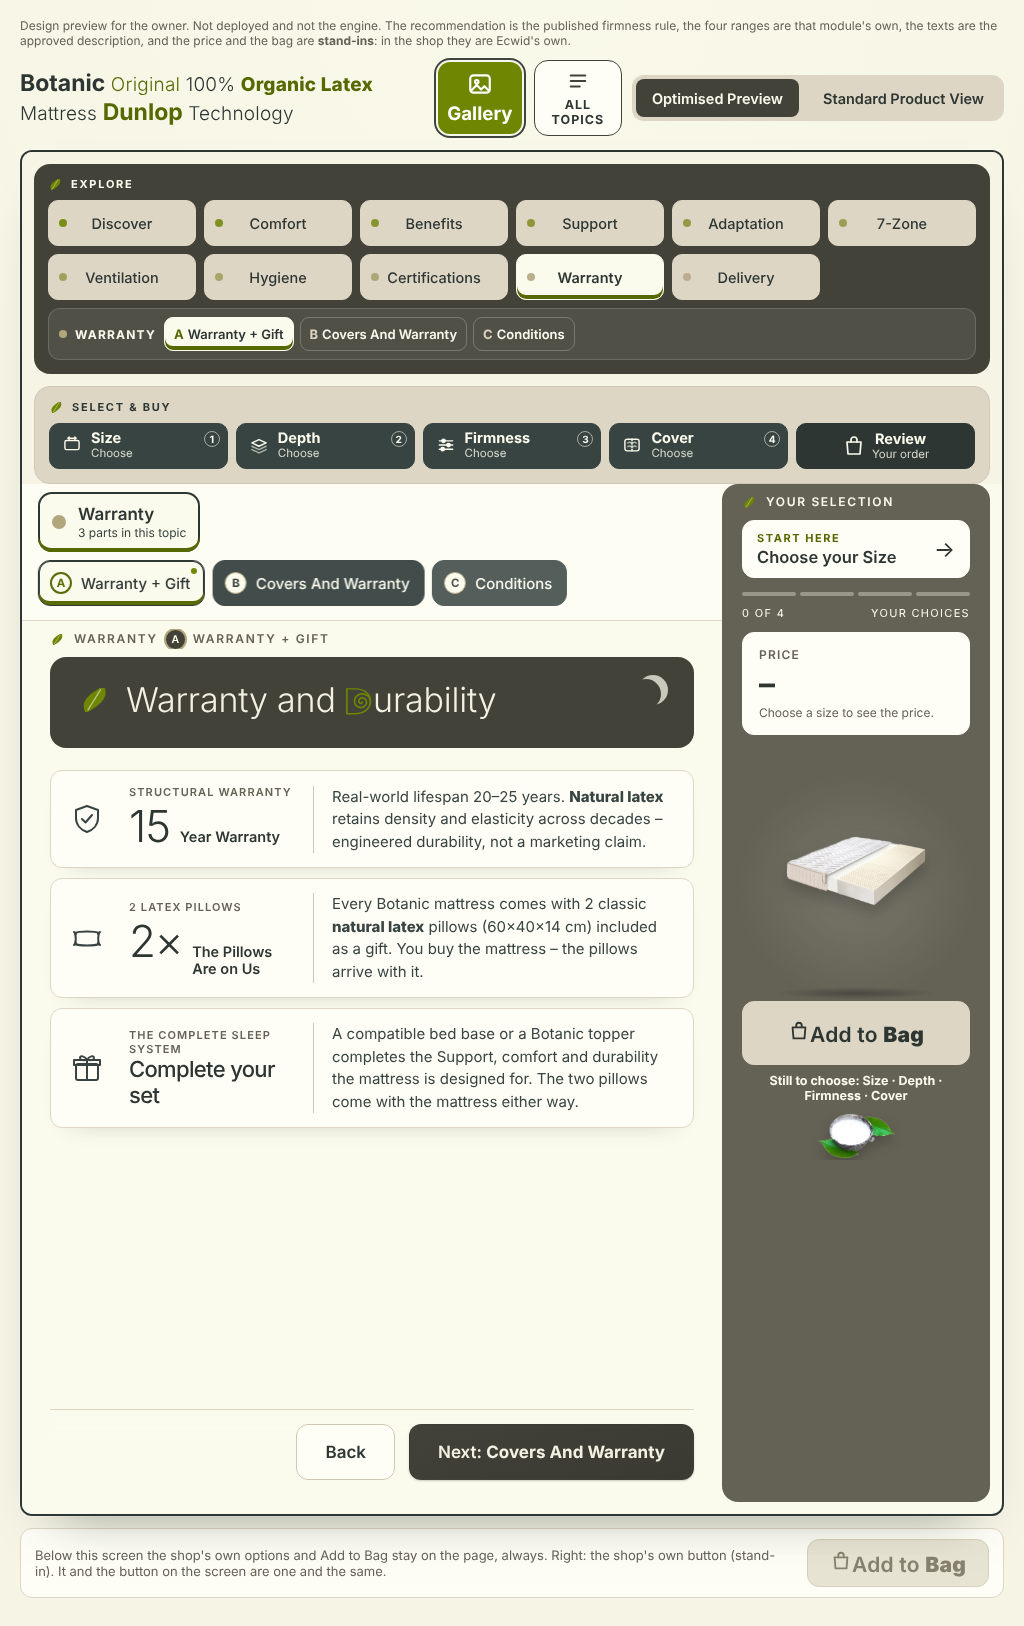 Design preview for the owner. Not deployed and not the engine. The recommendation is the published firmness rule, the four ranges are that module's own, the texts are the
approved description, and the price and the bag are stand-ins: in the shop they are Ecwid's own.
Botanic Original 100% Organic Latex
Mattress Dunlop Technology
Gallery
ALL
TOPICS
Optimised Preview
Standard Product View
EXPLORE
Discover
Comfort
Benefits
Support
Adaptation
7-Zone
Ventilation
Hygiene
Certifications
Warranty
Delivery
WARRANTY
A Warranty + Gift
B Covers And Warranty
C Conditions
SELECT & BUY
Size
Choose
1
Depth
Choose
2
Firmness
Choose
3
Cover
Choose
4
Review
Your order
Warranty
3 parts in this topic
A Warranty + Gift
B Covers And Warranty
C Conditions
WARRANTY A WARRANTY + GIFT
Warranty and Durability
STRUCTURAL WARRANTY
15 Year Warranty
Real-world lifespan 20–25 years. Natural latex
retains density and elasticity across decades –
engineered durability, not a marketing claim.
2 LATEX PILLOWS
2× The Pillows
Are on Us
Every Botanic mattress comes with 2 classic
natural latex pillows (60×40×14 cm) included
as a gift. You buy the mattress – the pillows
arrive with it.
THE COMPLETE SLEEP
SYSTEM
Complete your
set
A compatible bed base or a Botanic topper
completes the Support, comfort and durability
the mattress is designed for. The two pillows
come with the mattress either way.
Back
Next: Covers And Warranty
YOUR SELECTION
START HERE
Choose your Size
0 OF 4
YOUR CHOICES
PRICE
–
Choose a size to see the price.
Add to Bag
Still to choose: Size · Depth ·
Firmness · Cover
Below this screen the shop's own options and Add to Bag stay on the page, always. Right: the shop's own button (stand-
in). It and the button on the screen are one and the same.
Add to Bag